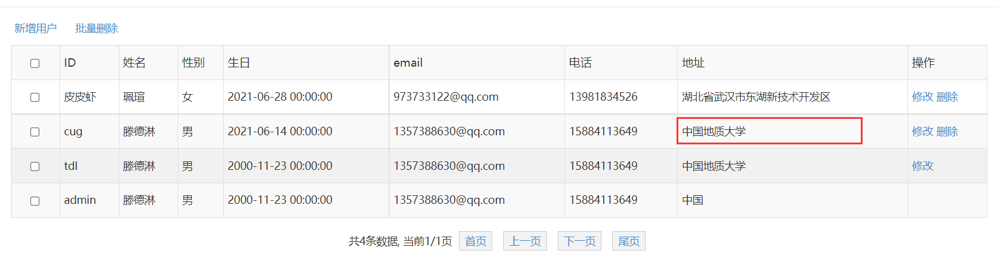 新增用户 批量删除
ID 姓名 性别 生日 email 电话 地址 操作
皮皮虾 珮瑄 女 2021-06-28 00:00:00 973733122@qq.com 13981834526 湖北省武汉市东湖新技术开发区 修改 删除
cug 滕德淋 男 2021-06-14 00:00:00 1357388630@qq.com 15884113649 中国地质大学 修改 删除
tdl 滕德淋 男 2000-11-23 00:00:00 1357388630@qq.com 15884113649 中国地质大学 修改
admin 滕德淋 男 2000-11-23 00:00:00 1357388630@qq.com 15884113649 中国
共4条数据, 当前1/1页 首页 上一页 下一页 尾页